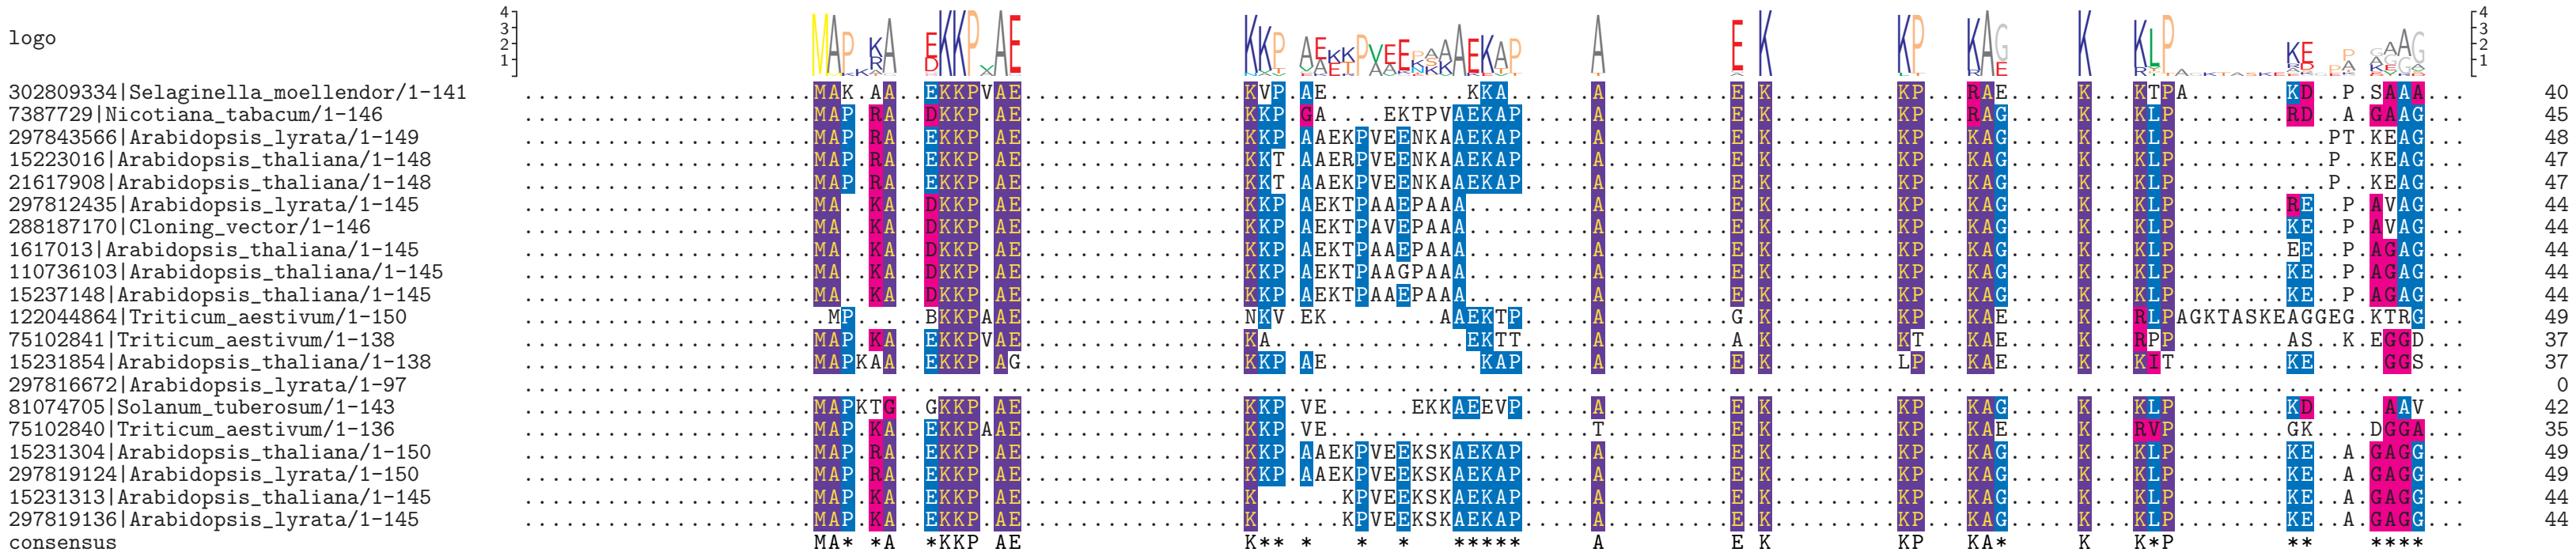 logo
4 3 2 1
4 3 2 1
302809334|Selaginella_moellendor/1-141 .....................MAK.AA..EKKPVAE................KVP.AE..........KKA......A.........E.K.........KP...RAE.....K...KTPA.......KD..P.SAAA... 40
7387729|Nicotiana_tabacum/1-146 .....................MAP.RA..DKKP.AE................KKP.GA....EKTPVAEKAP.....A.........E.K.........KP...RAG.....K...KLP........RD..A.GAAG... 45
297843566|Arabidopsis_lyrata/1-149 .....................MAP.RA..EKKP.AE................KKP.AAEKPVEENKAAEKAP.....A.........E.K.........KP...KAG.....K...KLP...........PT.KEAG... 48
15223016|Arabidopsis_thaliana/1-148 .....................MAP.RA..EKKP.AE................KKT.AAERPVEENKAAEKAP.....A.........E.K.........KP...KAG.....K...KLP...........P..KEAG... 47
21617908|Arabidopsis_thaliana/1-148 .....................MAP.RA..EKKP.AE................KKT.AAEKPVEENKAAEKAP.....A.........E.K.........KP...KAG.....K...KLP...........P..KEAG... 47
297812435|Arabidopsis_lyrata/1-145 .....................MA..KA..DKKP.AE................KKP.AEKTPAAEPAAA.........A.........E.K.........KP...KAG.....K...KLP........RE..P.AVAG... 44
288187170|Cloning_vector/1-146 .....................MA..KA..DKKP.AE................KKP.AEKTPAVEPAAA.........A.........E.K.........KP...KAG.....K...KLP........KE..P.AVAG... 44
1617013|Arabidopsis_thaliana/1-145 .....................MA..KA..DKKP.AE................KKP.AEKTPAAEPAAA.........A.........E.K.........KP...KAG.....K...KLP........EE..P.AGAG... 44
110736103|Arabidopsis_thaliana/1-145 .....................MA..KA..DKKP.AE................KKP.AEKTPAAGPAAA.........A.........E.K.........KP...KAG.....K...KLP........KE..P.AGAG... 44
15237148|Arabidopsis_thaliana/1-145 .....................MA..KA..DKKP.AE................KKP.AEKTPAAEPAAA.........A.........E.K.........KP...KAG.....K...KLP........KE..P.AGAG... 44
122044864|Triticum_aestivum/1-150 ......................MP.....BKKPAAE................NKV.EK........AAEKTP.....A.........G.K.........KP...KAE.....K...RLPAGKTASKEAGGEG.KTRG... 49
75102841|Triticum_aestivum/1-138 .....................MAP.KA..EKKPVAE................KA..............EKTT.....A.........A.K.........KT...KAE.....K...RPP........AS..K.EGGD... 37
15231854|Arabidopsis_thaliana/1-138 .....................MAPKAA..EKKP.AG................KKP.AE...........KAP.....A.........E.K.........LP...KAE.....K...KIT........KE.....GGS... 37
297816672|Arabidopsis_lyrata/1-97 ............................................................................................................................................ 0
81074705|Solanum_tuberosum/1-143 .....................MAPKTG..GKKP.AE................KKP.VE......EKKAEEVP.....A.........E.K.........KP...KAG.....K...KLP........KD.....AAV... 42
75102840|Triticum_aestivum/1-136 .....................MAP.KA..EKKPAAE................KKP.VE...................T.........E.K.........KP...KAE.....K...RVP........GK....DGGA... 35
15231304|Arabidopsis_thaliana/1-150 .....................MAP.RA..EKKP.AE................KKP.AAEKPVEEKSKAEKAP.....A.........E.K.........KP...KAG.....K...KLP........KE..A.GAGG... 49
297819124|Arabidopsis_lyrata/1-150 .....................MAP.RA..EKKP.AE................KKP.AAEKPVEEKSKAEKAP.....A.........E.K.........KP...KAG.....K...KLP........KE..A.GAGG... 49
15231313|Arabidopsis_thaliana/1-145 .....................MAP.KA..EKKP.AE................K......KPVEEKSKAEKAP.....A.........E.K.........KP...KAG.....K...KLP........KE..A.GAGG... 44
297819136|Arabidopsis_lyrata/1-145 .....................MAP.KA..EKKP.AE................K......KPVEEKSKAEKAP.....A.........E.K.........KP...KAG.....K...KLP........KE..A.GAGG... 44
consensus MA* *A *KKP AE K** * * * ***** A E K KP KA* K K*P ** ****